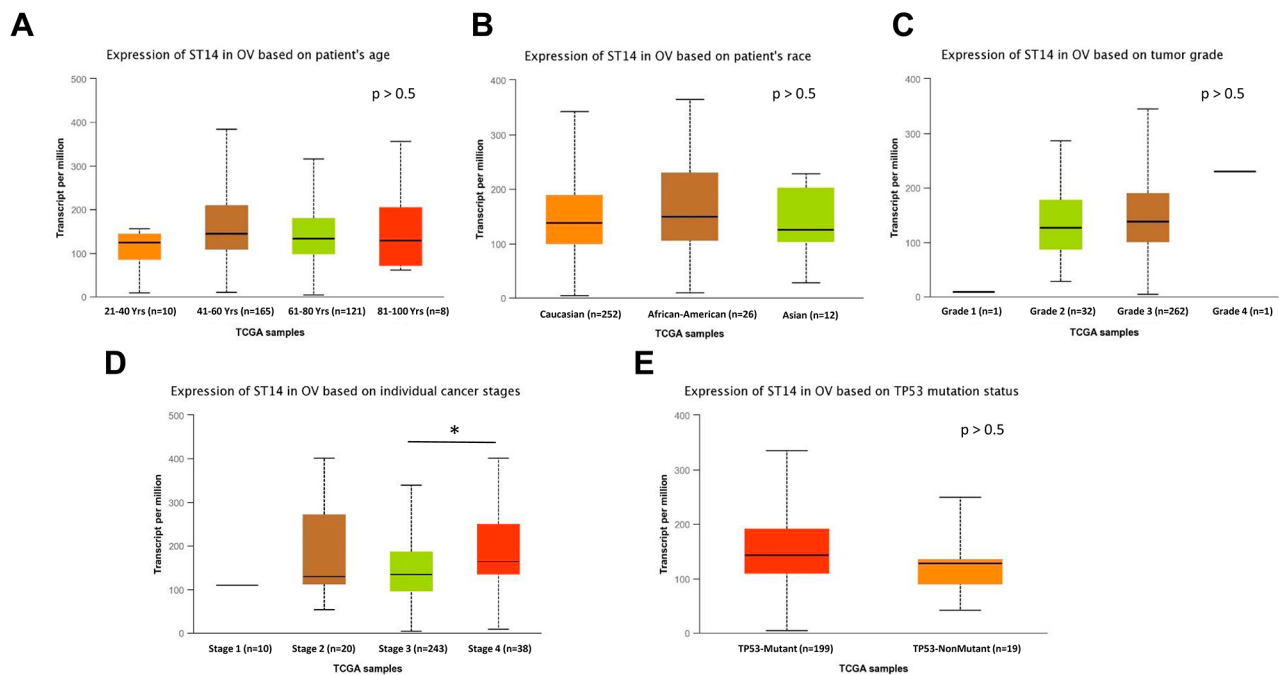 A
Expression of ST14 in OV based on patient's age
p > 0.5
Transcript per million
500
400
300
200
100
0
21-40 Yrs (n=10) 41-60 Yrs (n=165) 61-80 Yrs (n=121) 81-100 Yrs (n=8)
TCGA samples
B
Expression of ST14 in OV based on patient's race
p > 0.5
Transcript per million
400
300
200
100
0
Caucasian (n=252) African-American (n=26) Asian (n=12)
TCGA samples
C
Expression of ST14 in OV based on tumor grade
p > 0.5
Transcript per million
400
300
200
100
0
Grade 1 (n=1) Grade 2 (n=32) Grade 3 (n=262) Grade 4 (n=1)
TCGA samples
D
Expression of ST14 in OV based on individual cancer stages
*
Transcript per million
500
400
300
200
100
0
Stage 1 (n=10) Stage 2 (n=20) Stage 3 (n=243) Stage 4 (n=38)
TCGA samples
E
Expression of ST14 in OV based on TP53 mutation status
p > 0.5
Transcript per million
400
300
200
100
0
TP53-Mutant (n=199) TP53-NonMutant (n=19)
TCGA samples